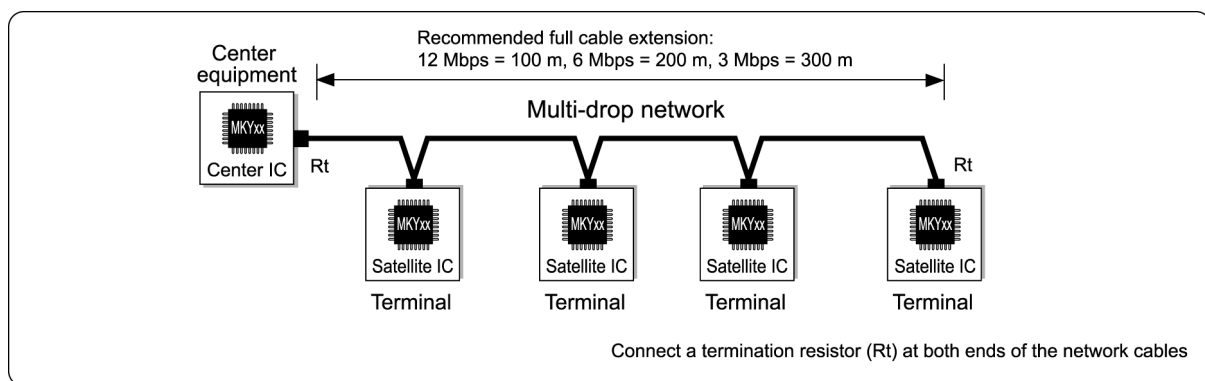 Recommended full cable extension:
12 Mbps = 100 m, 6 Mbps = 200 m, 3 Mbps = 300 m
Center
equipment
Multi-drop network
MKYxx
Center IC
Rt
Rt
MKYxx
MKYxx
MKYxx
MKYxx
Satellite IC
Satellite IC
Satellite IC
Satellite IC
Terminal
Terminal
Terminal
Terminal
Connect a termination resistor (Rt) at both ends of the network cables